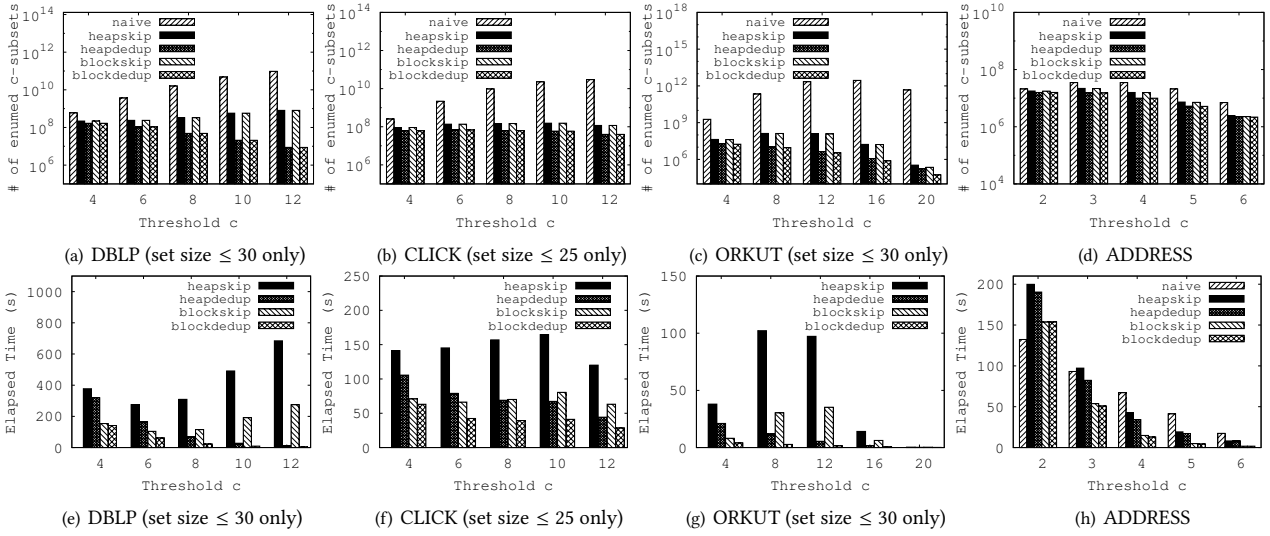 # of enumed c-subsets
10^14
10^12
10^10
10^8
10^6
naive
heapskip
heapdedup
blockskip
blockdedup
4 6 8 10 12
Threshold c
(a) DBLP (set size ≤ 30 only)
# of enumed c-subsets
10^14
10^12
10^10
10^8
10^6
naive
heapskip
heapdedup
blockskip
blockdedup
4 6 8 10 12
Threshold c
(b) CLICK (set size ≤ 25 only)
# of enumed c-subsets
10^18
10^15
10^12
10^9
10^6
naive
heapskip
heapdedup
blockskip
blockdedup
4 8 12 16 20
Threshold c
(c) ORKUT (set size ≤ 30 only)
# of enumed c-subsets
10^10
10^8
10^6
10^4
naive
heapskip
heapdedup
blockskip
blockdedup
2 3 4 5 6
Threshold c
(d) ADDRESS
Elapsed Time (s)
1000
800
600
400
200
0
heapskip
heapdedup
blockskip
blockdedup
4 6 8 10 12
Threshold c
(e) DBLP (set size ≤ 30 only)
Elapsed Time (s)
250
200
150
100
50
0
heapskip
heapdedup
blockskip
blockdedup
4 6 8 10 12
Threshold c
(f) CLICK (set size ≤ 25 only)
Elapsed Time (s)
150
100
50
0
heapskip
heapdedue
blockskip
blockdedup
4 8 12 16 20
Threshold c
(g) ORKUT (set size ≤ 30 only)
Elapsed Time (s)
200
150
100
50
0
naive
heapskip
heapdedup
blockskip
blockdedup
2 3 4 5 6
Threshold c
(h) ADDRESS